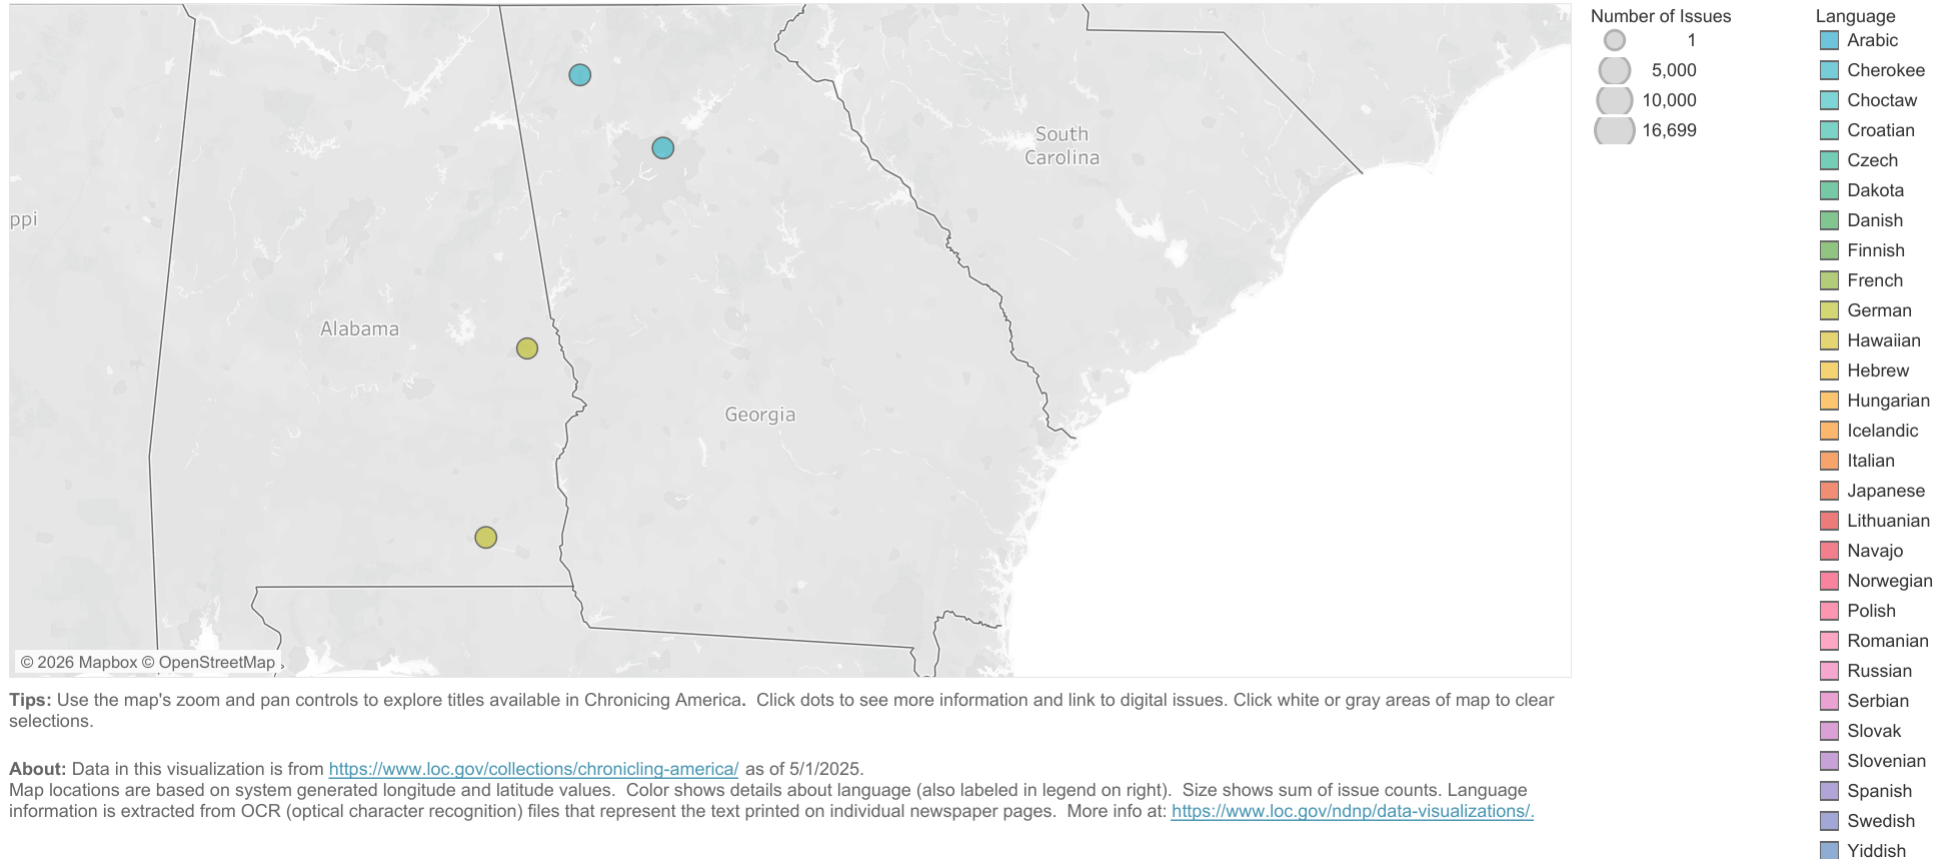 ppi
Alabama
Georgia
South
Carolina
© 2026 Mapbox © OpenStreetMap
Number of Issues
1
5,000
10,000
16,699
Language
Arabic
Cherokee
Choctaw
Croatian
Czech
Dakota
Danish
Finnish
French
German
Hawaiian
Hebrew
Hungarian
Icelandic
Italian
Japanese
Lithuanian
Navajo
Norwegian
Polish
Romanian
Russian
Serbian
Slovak
Slovenian
Spanish
Swedish
Yiddish
Tips: Use the map's zoom and pan controls to explore titles available in Chronicing America.  Click dots to see more information and link to digital issues. Click white or gray areas of map to clear
selections.
About: Data in this visualization is from https://www.loc.gov/collections/chronicling-america/ as of 5/1/2025.
Map locations are based on system generated longitude and latitude values.  Color shows details about language (also labeled in legend on right).  Size shows sum of issue counts. Language
information is extracted from OCR (optical character recognition) files that represent the text printed on individual newspaper pages.  More info at: https://www.loc.gov/ndnp/data-visualizations/.